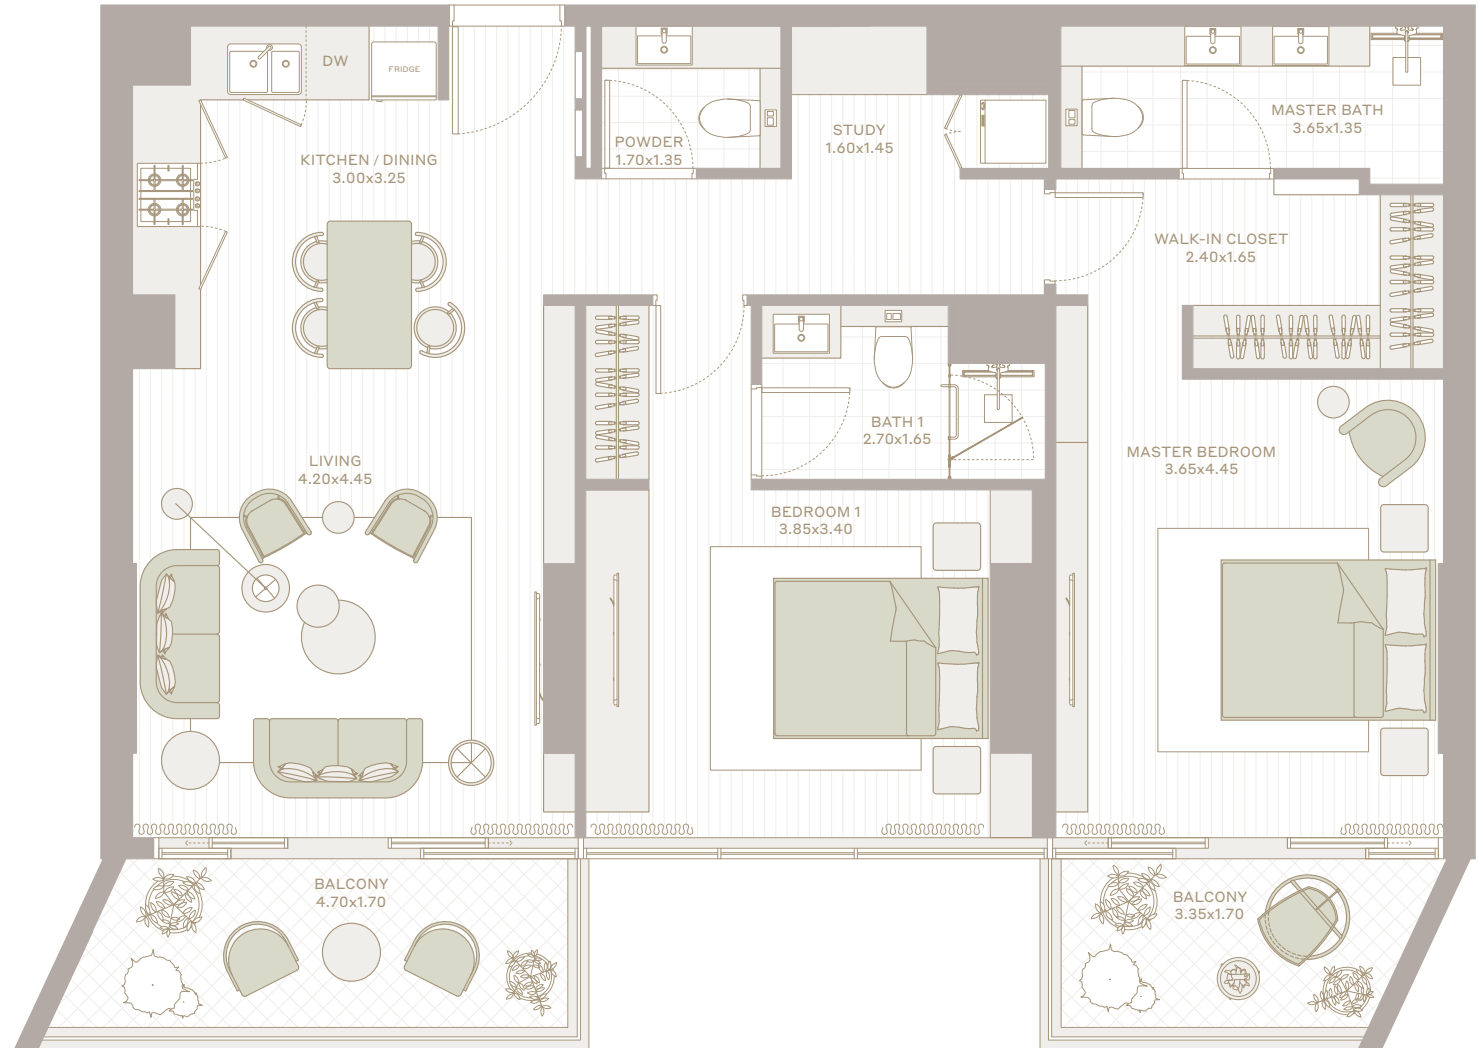 DW
FRIDGE
KITCHEN / DINING
3.00x3.25
POWDER
1.70x1.35
STUDY
1.60x1.45
MASTER BATH
3.65x1.35
WALK-IN CLOSET
2.40x1.65
LIVING
4.20x4.45
BATH 1
2.70x1.65
MASTER BEDROOM
3.65x4.45
BEDROOM 1
3.85x3.40
BALCONY
4.70x1.70
BALCONY
3.35x1.70